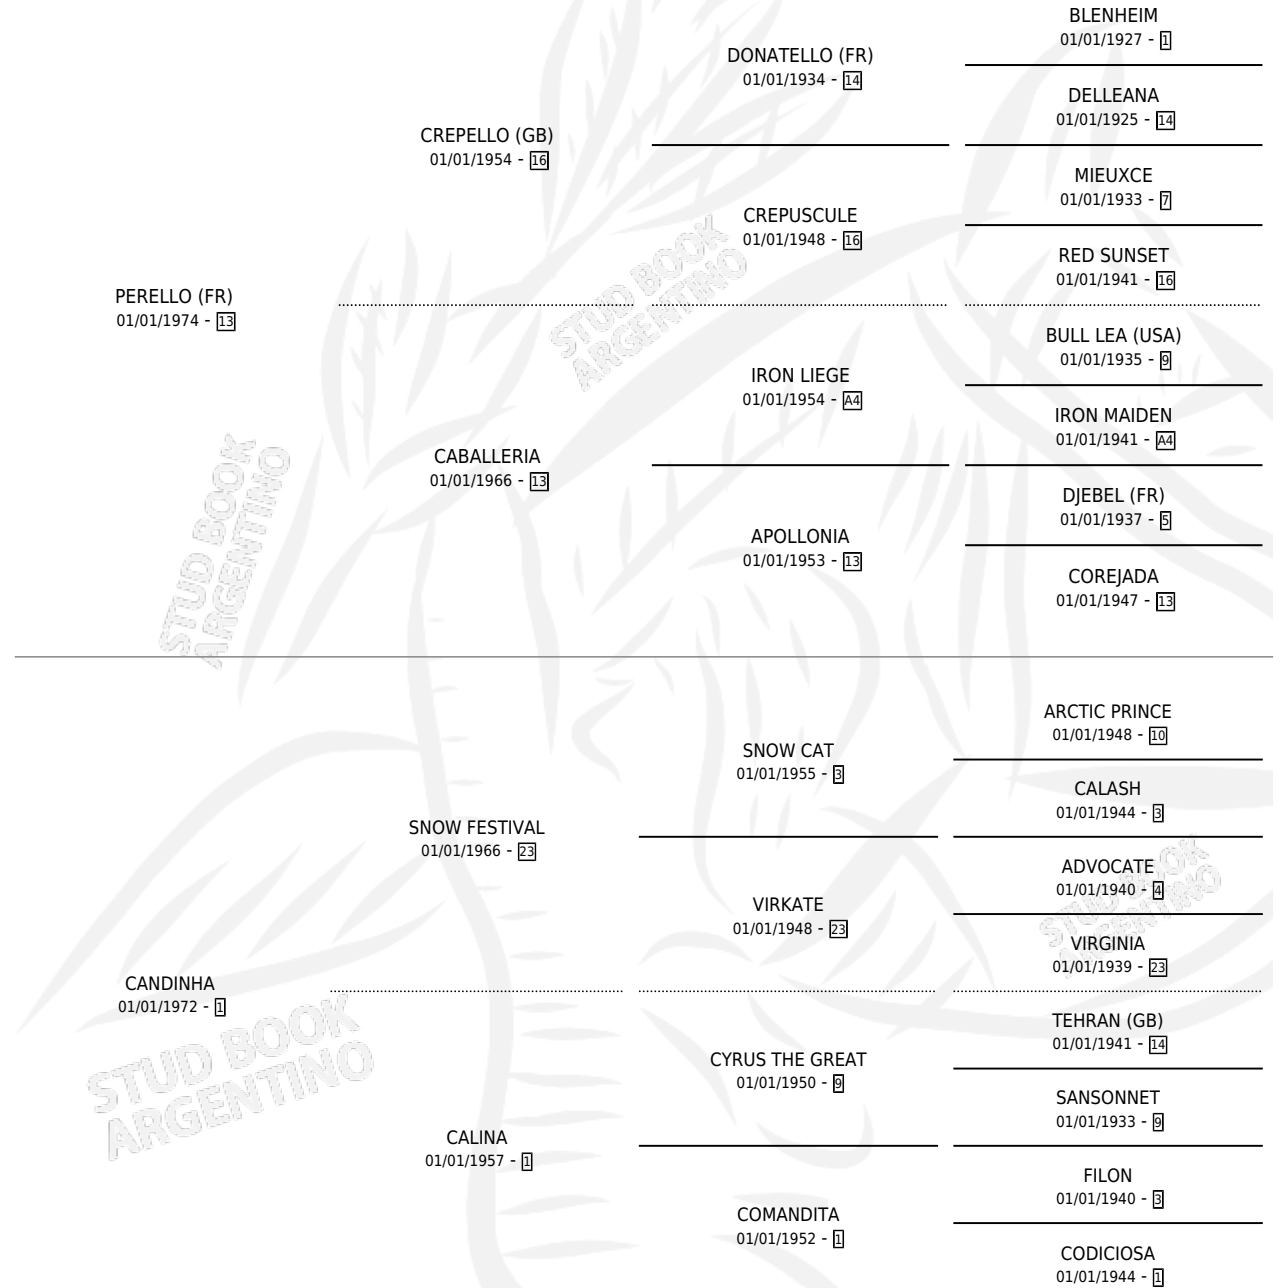 BLENHEIM
01/01/1927 - 1
DONATELLO (FR)
01/01/1934 - 14
DELLEANA
01/01/1925 - 14
CREPELLO (GB)
01/01/1954 - 16
MIEUXCE
01/01/1933 - 7
CREPUSCULE
01/01/1948 - 16
RED SUNSET
01/01/1941 - 16
PERELLO (FR)
01/01/1974 - 13
STUD BOOK
ARGENTINO
BULL LEA (USA)
01/01/1935 - 9
IRON LIEGE
01/01/1954 - A4
IRON MAIDEN
01/01/1941 - A4
CABALLERIA
01/01/1966 - 13
DJEBEL (FR)
01/01/1937 - 5
APOLLONIA
01/01/1953 - 13
COREJADA
01/01/1947 - 13
STUD BOOK
ARGENTINO
ARCTIC PRINCE
01/01/1948 - 10
SNOW CAT
01/01/1955 - 3
CALASH
01/01/1944 - 3
SNOW FESTIVAL
01/01/1966 - 23
ADVOCATE
01/01/1940 - 4
VIRKATE
01/01/1948 - 23
VIRGINIA
01/01/1939 - 23
STUD BOOK
ARGENTINO
CANDINHA
01/01/1972 - 1
TEHRAN (GB)
01/01/1941 - 14
CYRUS THE GREAT
01/01/1950 - 9
SANSONNET
01/01/1933 - 9
STUD BOOK
ARGENTINO
CALINA
01/01/1957 - 1
FILON
01/01/1940 - 3
COMANDITA
01/01/1952 - 1
CODICIOSA
01/01/1944 - 1